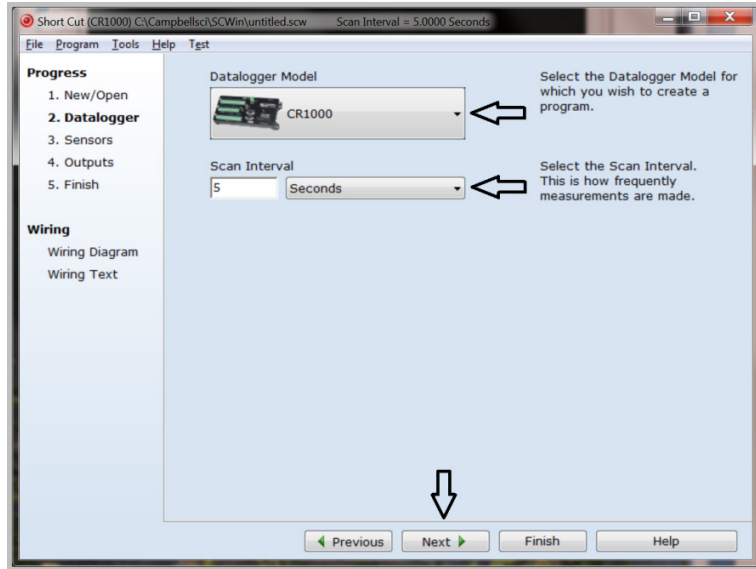 Short Cut (CR1000) C:\Campbellsci\SCWin\untitled.scw Scan Interval = 5.0000 Seconds
File Program Tools Help Test
Progress
1. New/Open
2. Datalogger
3. Sensors
4. Outputs
5. Finish
Wiring
Wiring Diagram
Wiring Text
Datalogger Model
CR1000
Select the Datalogger Model for
which you wish to create a
program.
Scan Interval
5 Seconds
Select the Scan Interval.
This is how frequently
measurements are made.
Previous Next Finish Help